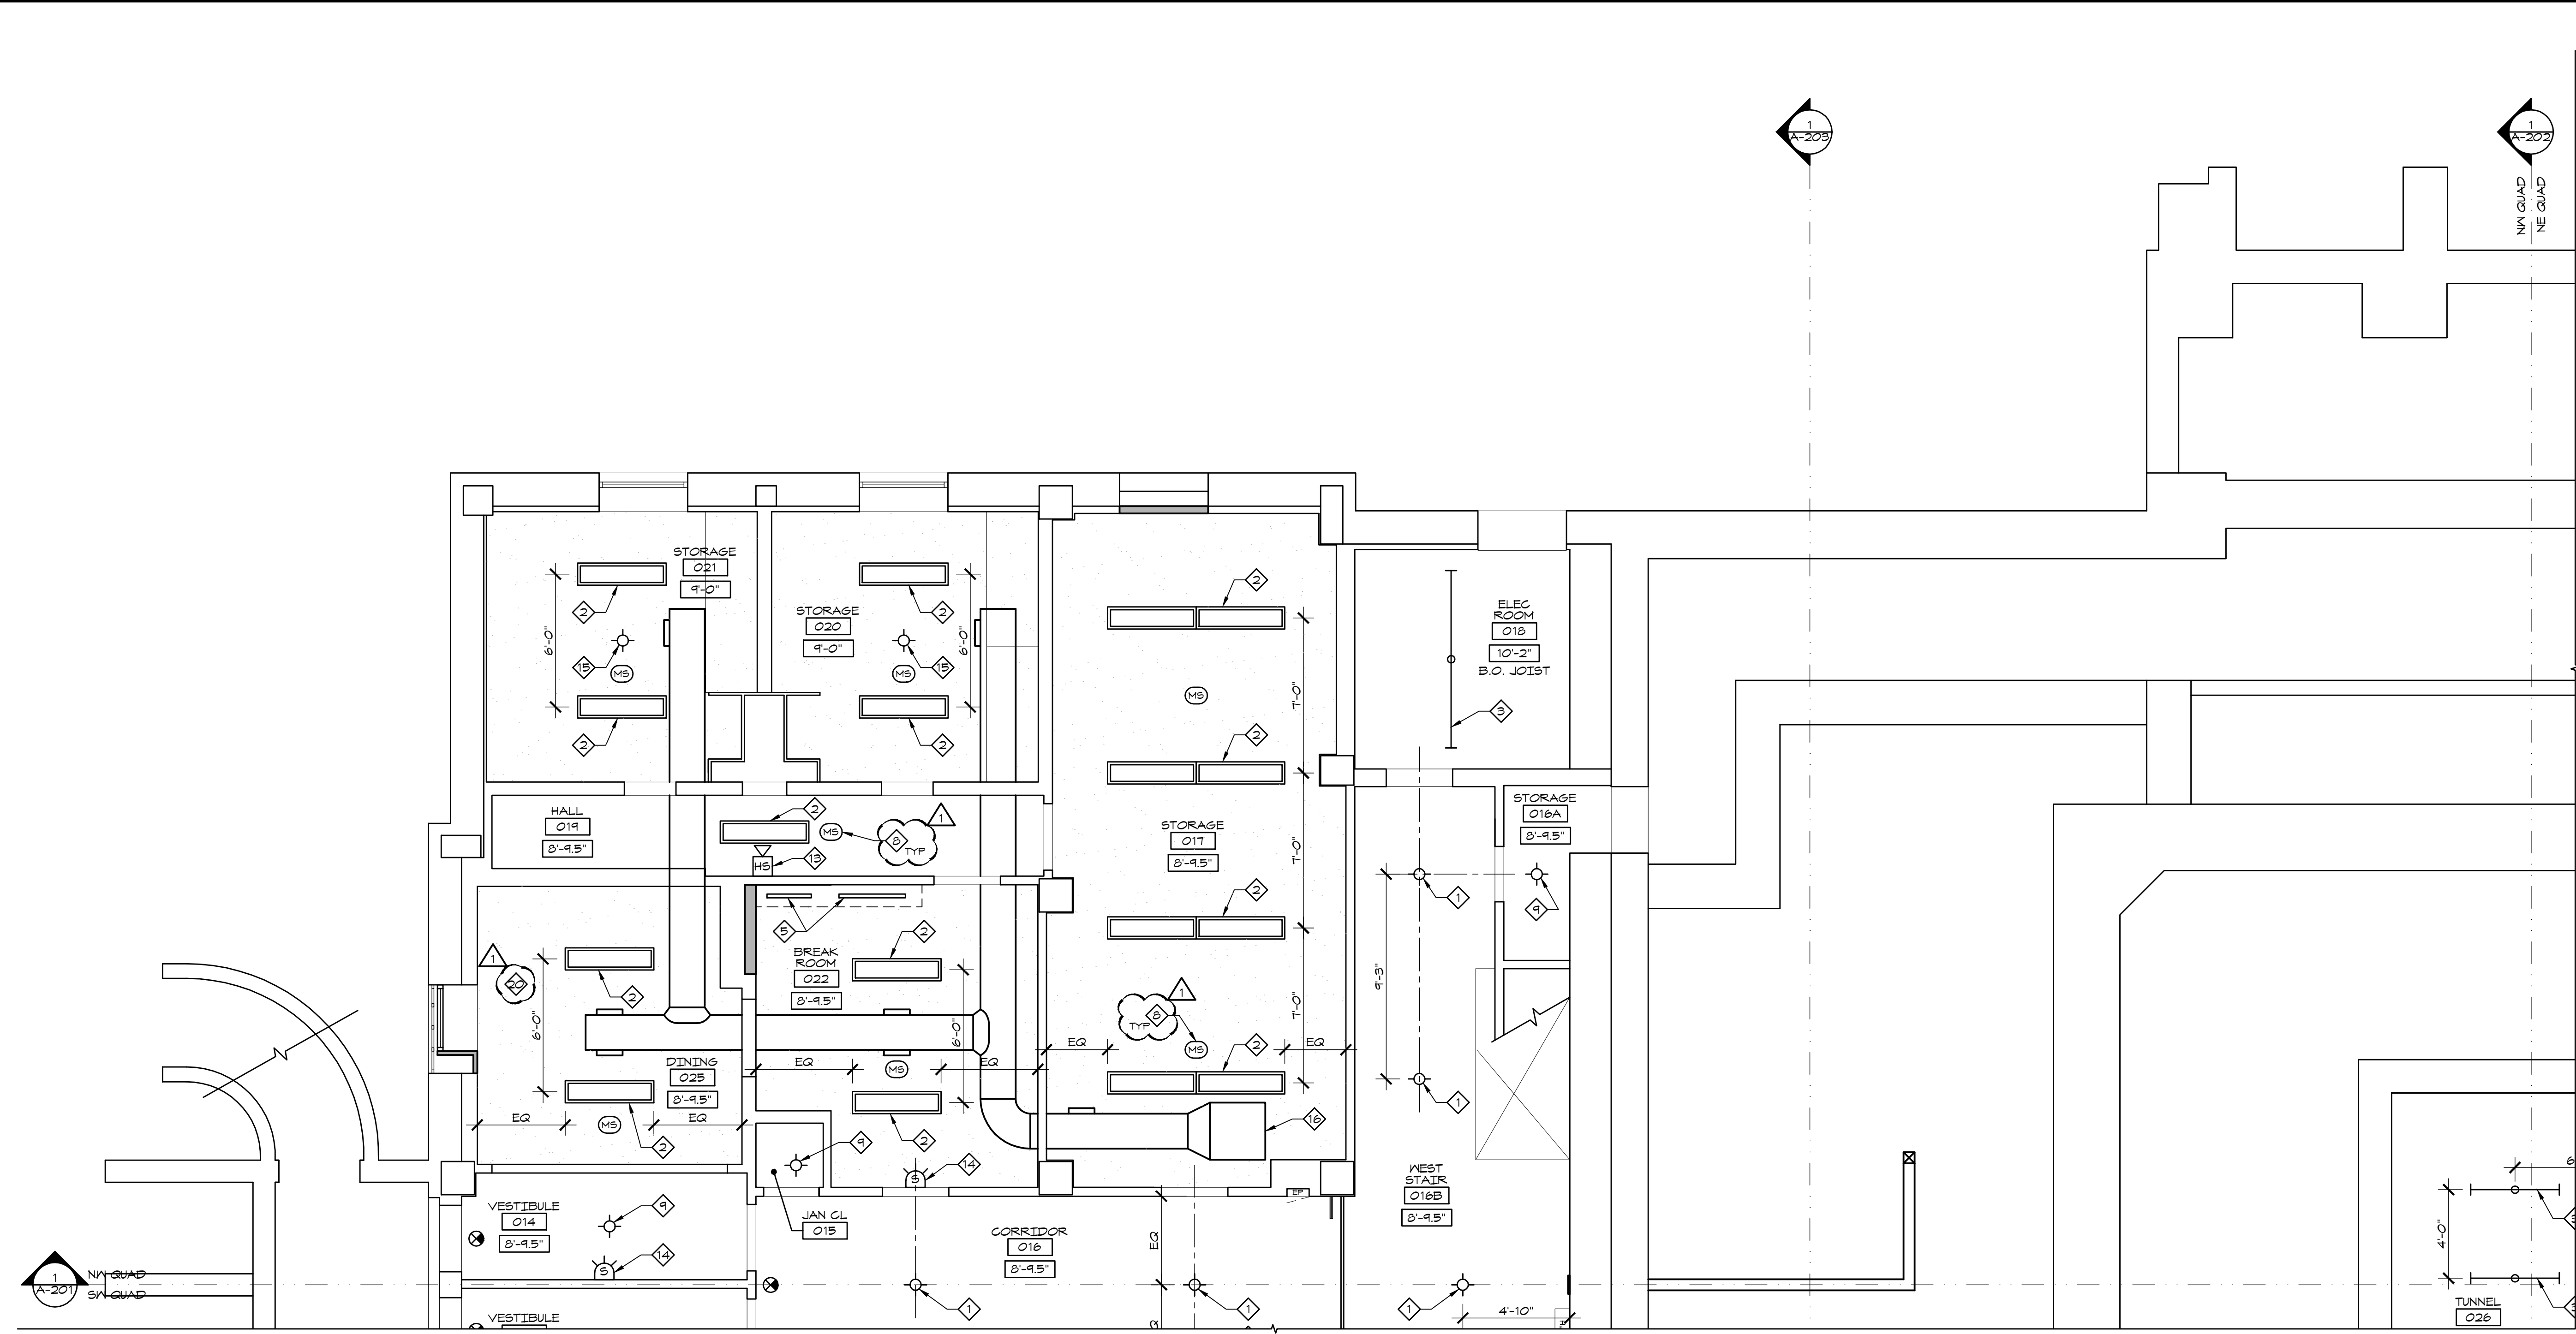 1
A-203
1
A-202
NW QUAD
NE QUAD
STORAGE
021
9'-0"
2
6'-0"
15
MS
2
STORAGE
020
9'-0"
2
6'-0"
15
MS
2
2
MS
7'-0"
2
ELEC
ROOM
018
10'-2"
B.O. JOIST
3
HALL
019
8'-9.5"
2
MS
8
TYP
1
HS
13
STORAGE
017
8'-9.5"
7'-0"
STORAGE
016A
8'-9.5"
2
1
9
5
BREAK
ROOM
022
8'-9.5"
2
1
20
2
6'-0"
6'-0"
9'-3"
7'-0"
1
TYP
8
MS
2
EQ
EQ
DINING
025
8'-9.5"
EQ
MS
EQ
1
EQ
MS
EQ
2
2
9
16
S
14
WEST
STAIR
016B
8'-9.5"
EP
VESTIBULE
014
8'-9.5"
9
S
14
JAN CL
015
CORRIDOR
016
8'-9.5"
EQ
1
A-201
NW QUAD
SW QUAD
1
1
1
4'-10"
EQ
VESTIBULE
4'-0"
TUNNEL
026